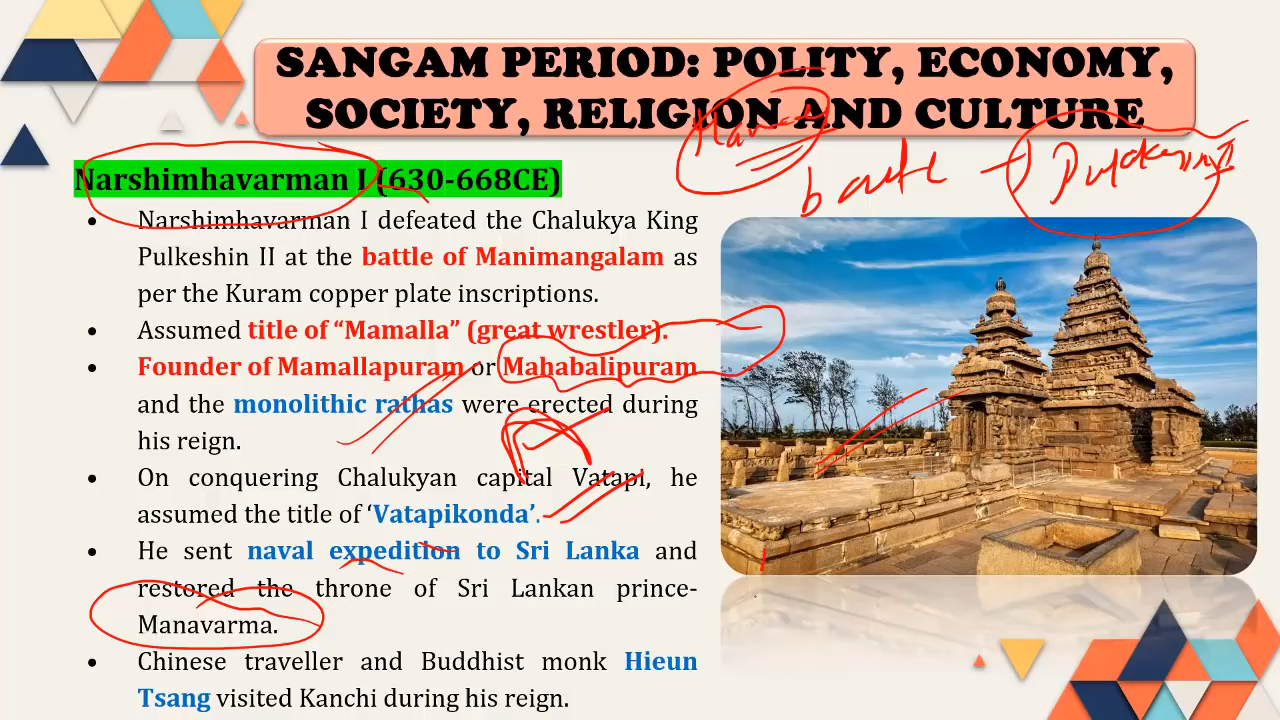 SANGAM PERIOD: POLITY, ECONOMY,
SOCIETY, RELIGION AND CULTURE
Narshimhavarman I (630-668CE)
• Narshimhavarman I defeated the Chalukya King
Pulkeshin II at the battle of Manimangalam as
per the Kuram copper plate inscriptions.
• Assumed title of “Mamalla” (great wrestler).
• Founder of Mamallapuram or Mahabalipuram
and the monolithic rathas were erected during
his reign.
• On conquering Chalukyan capital Vatapi, he
assumed the title of ‘Vatapikonda’.
• He sent naval expedition to Sri Lanka and
restored the throne of Sri Lankan prince-
Manavarma.
• Chinese traveller and Buddhist monk Hieun
Tsang visited Kanchi during his reign.